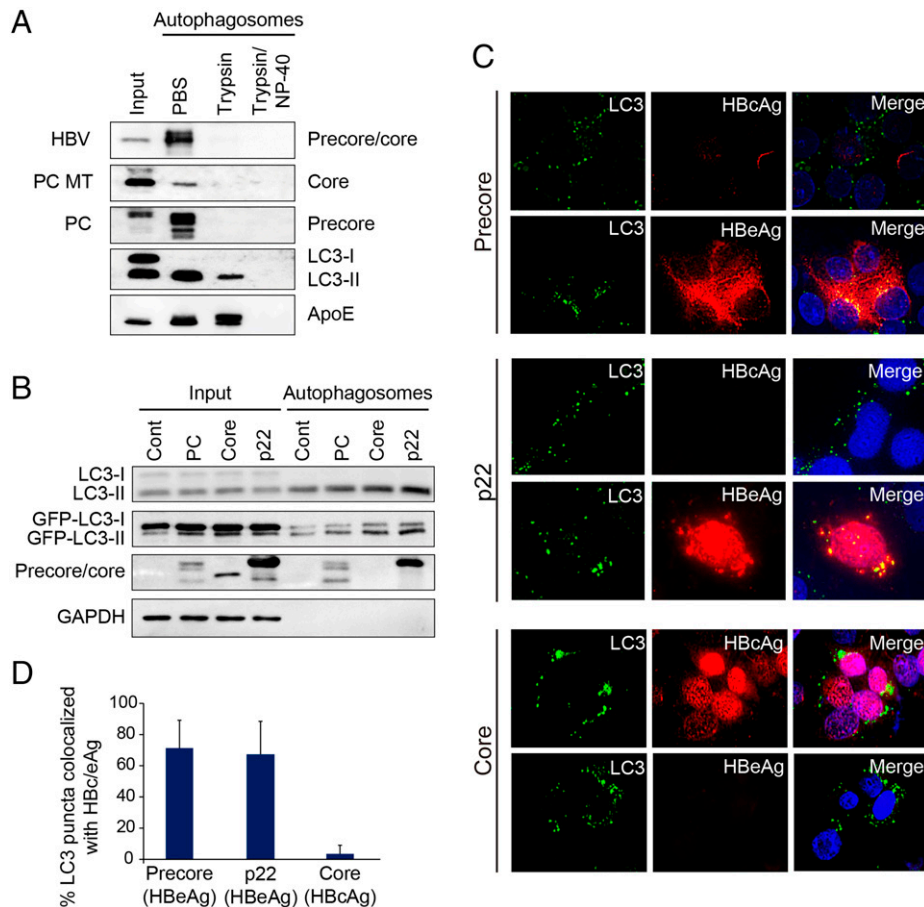 A
Autophagosomes
Input
PBS
Trypsin
Trypsin/
NP-40
HBV
Precore/core
PC MT
Core
PC
Precore
LC3-I
LC3-II
ApoE
B
Input
Autophagosomes
Cont
PC
Core
p22
Cont
PC
Core
p22
LC3-I
LC3-II
GFP-LC3-I
GFP-LC3-II
Precore/core
GAPDH
C
Precore
LC3
HBcAg
Merge
LC3
HBeAg
Merge
p22
LC3
HBcAg
Merge
LC3
HBeAg
Merge
Core
LC3
HBcAg
Merge
LC3
HBeAg
Merge
D
% LC3 puncta colocalized
with HBc/eAg
100
80
60
40
20
0
Precore
(HBeAg)
p22
(HBeAg)
Core
(HBcAg)